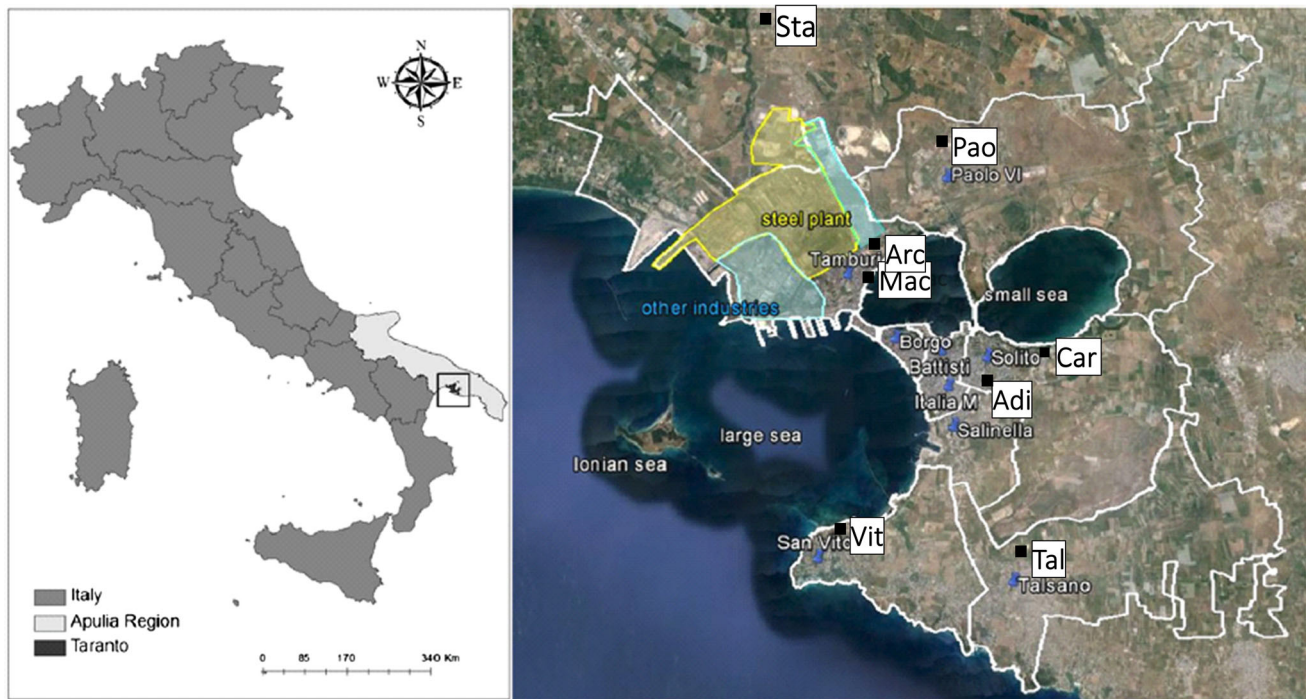 N
W E
S
Italy
Apulia Region
Taranto
0 85 170 340 Km
Sta
Pao
Paolo VI
steel plant
Arc
Tamburi
Mac
other industries
small sea
Borgo
Battisti
Solito
Car
Italia M
Adi
Salinella
large sea
Ionian sea
San Vito
Vit
Tal
Talsano